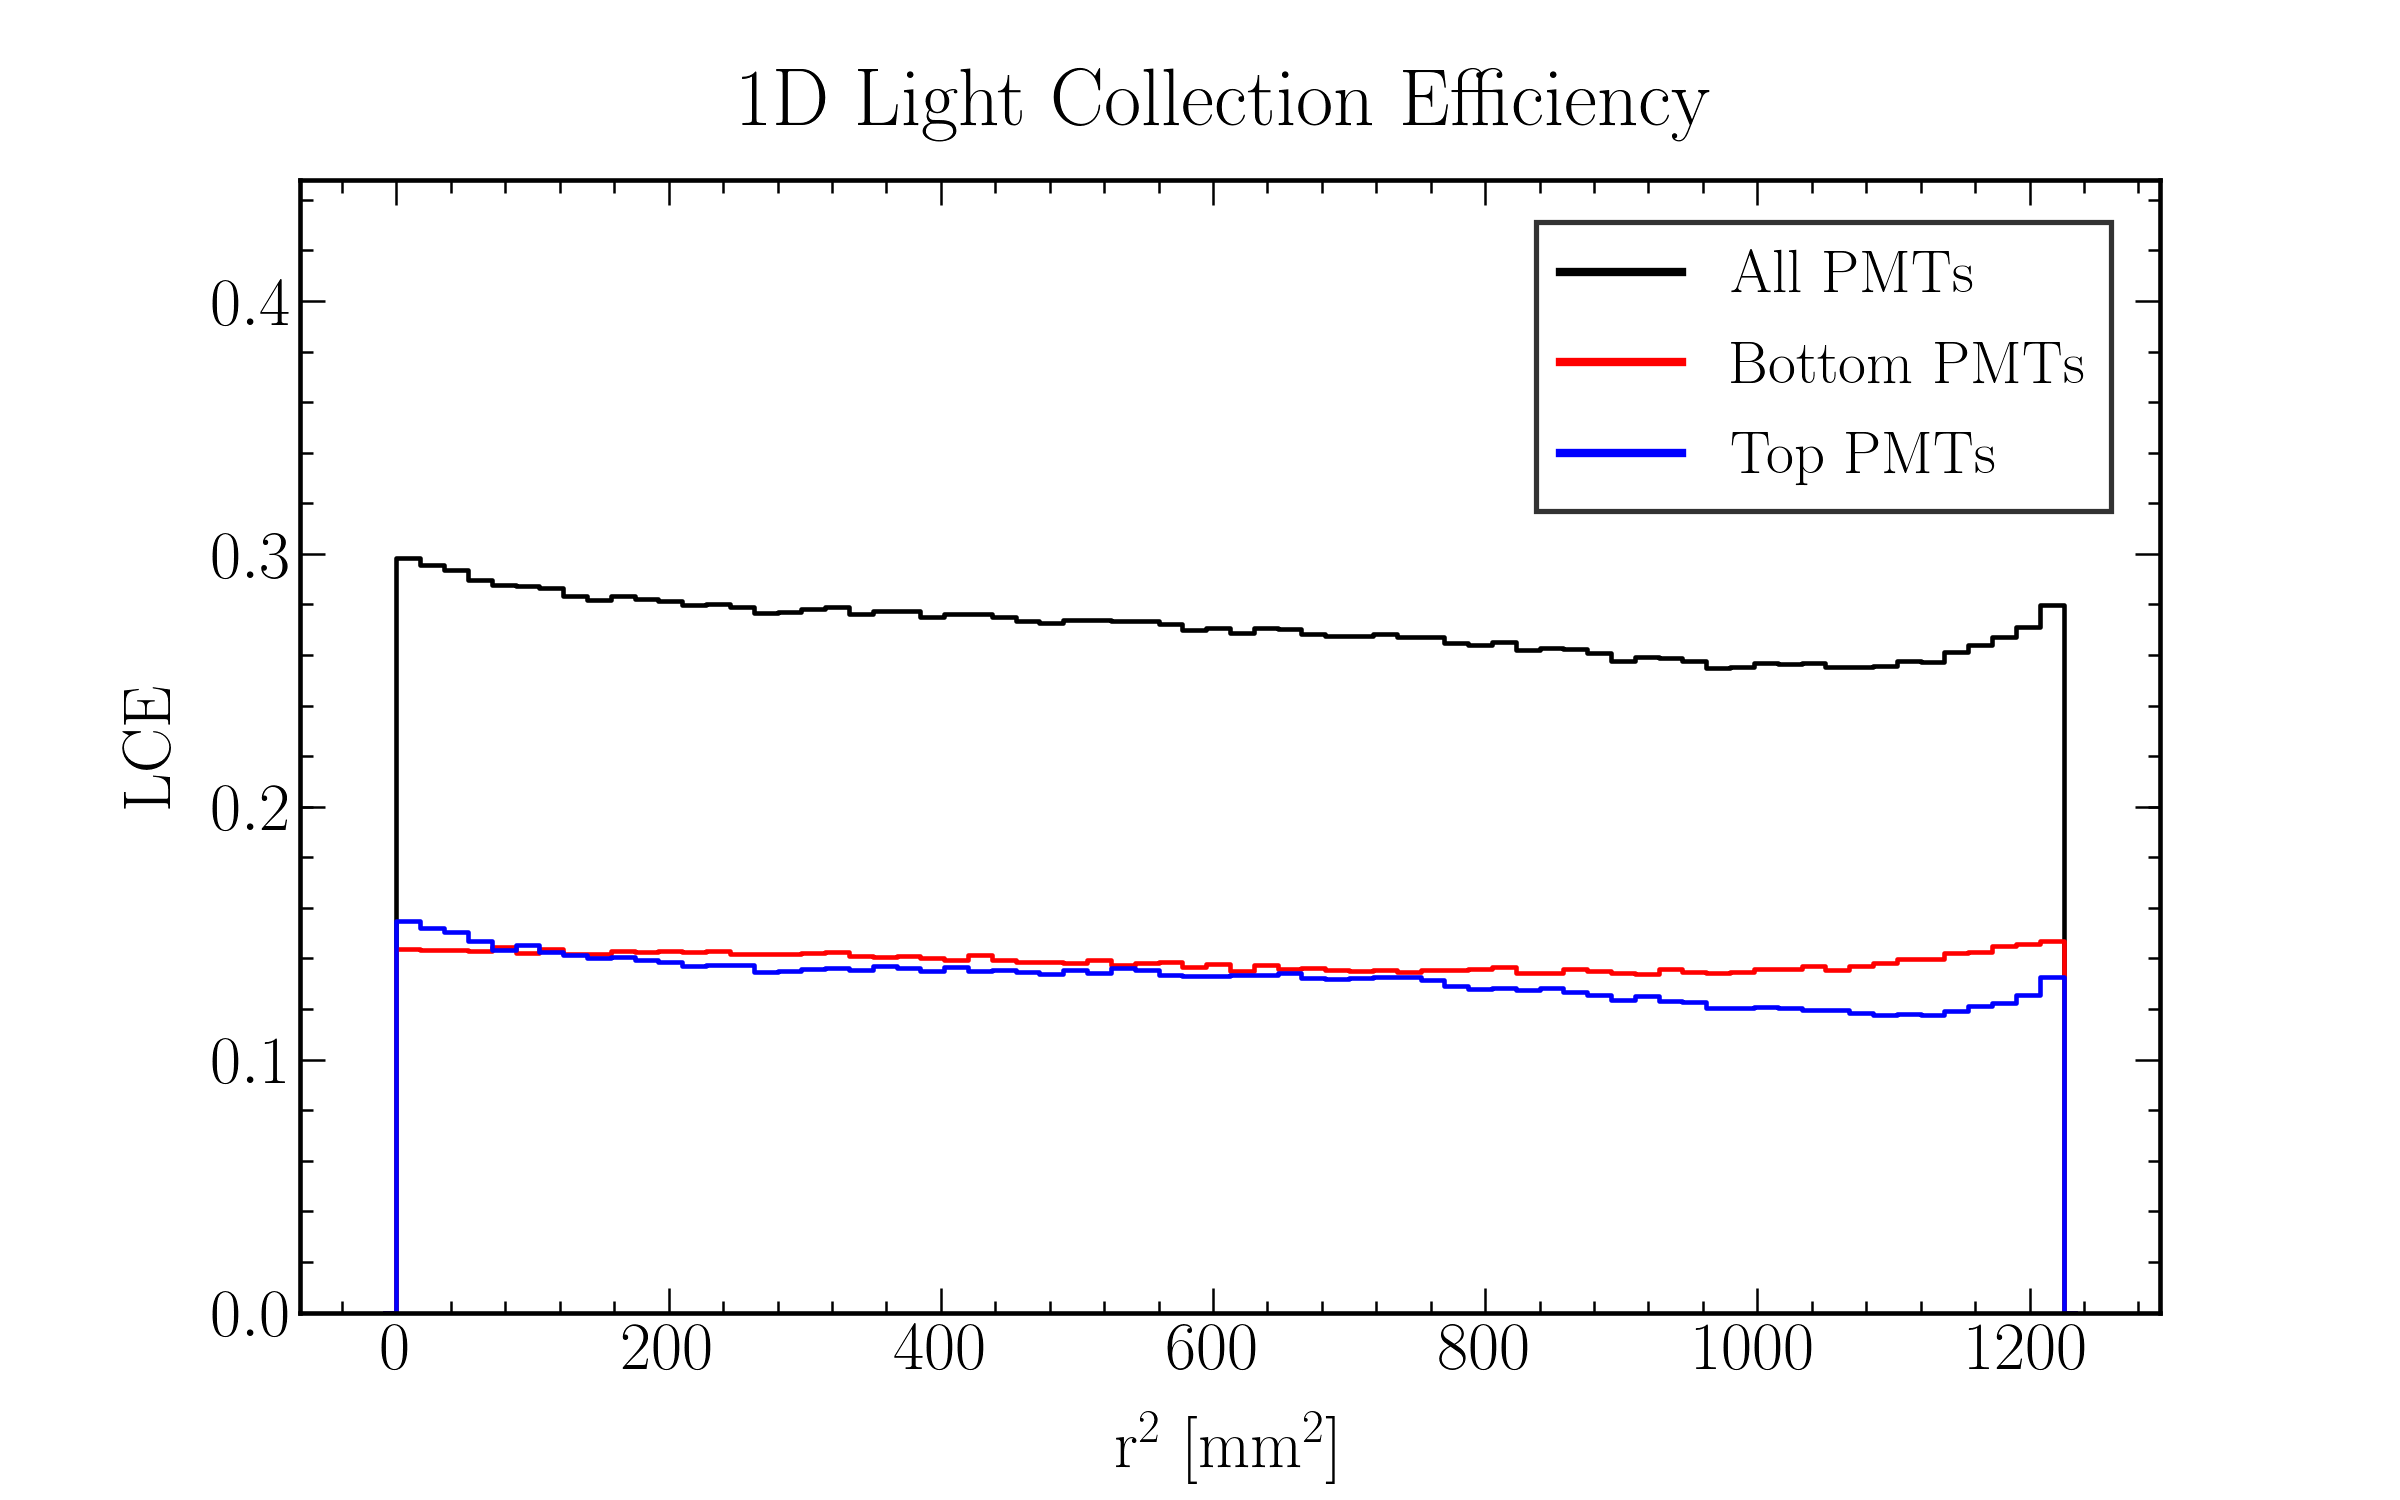 1D Light Collection Efficiency
All PMTs
Bottom PMTs
Top PMTs
LCE
0.4
0.3
0.2
0.1
0.0
0 200 400 600 800 1000 1200
r² [mm²]